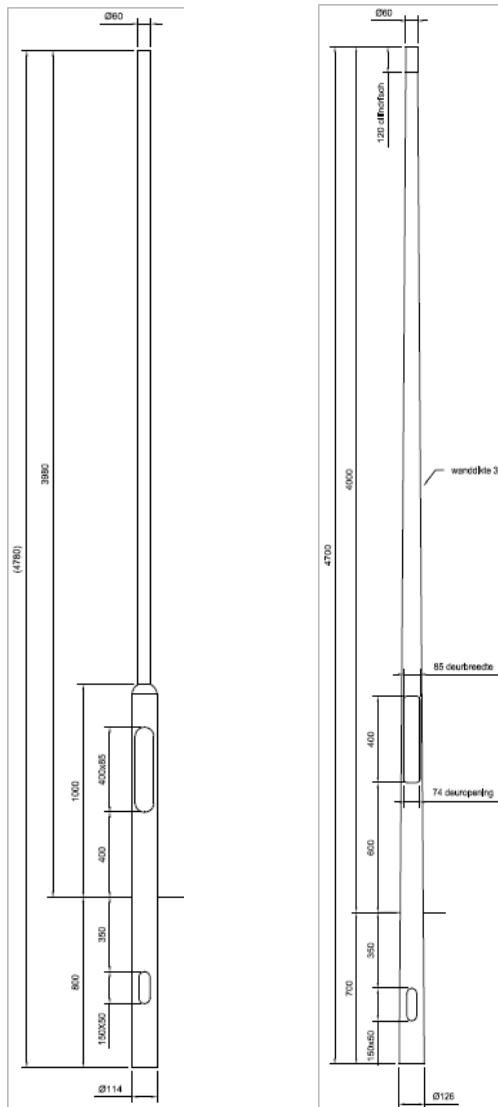 Ø60
(4780)
3980
1000
400x85
400
350
800
150X50
Ø114
Ø60
120 cilindrisch
4700
4000
wanddikte 3
85 deurbreedte
400
74 deuropening
600
350
700
150x50
Ø126